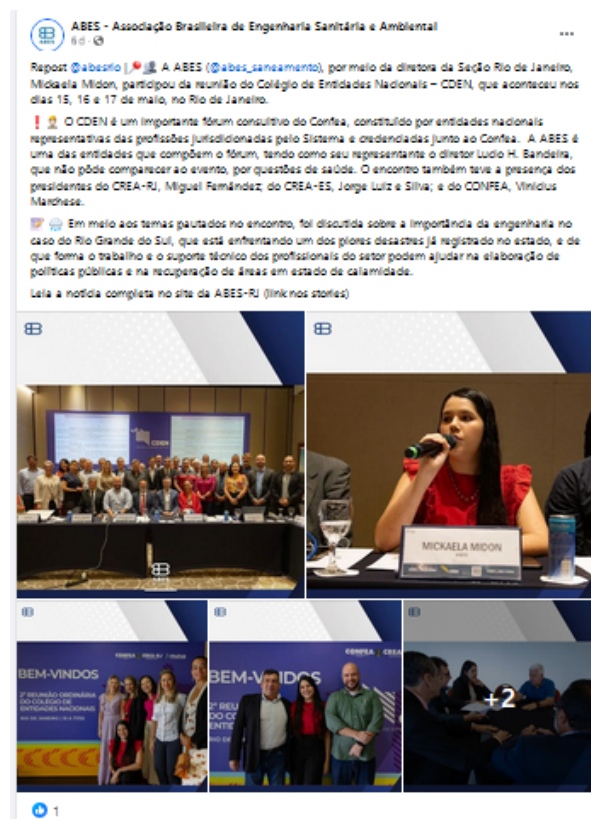 ABES - Associação Brasileira de Engenharia Sanitária e Ambiental
6 d ·
Repost @abesrio | A ABES (@abes_saneamento), por meio da diretora da Seção Rio de Janeiro,
Mickaela Midon, participou da reunião do Colégio de Entidades Nacionais – CDEN, que aconteceu nos
dias 15, 16 e 17 de maio, no Rio de Janeiro.
❗ O CDEN é um importante fórum consultivo do Confea, constituído por entidades nacionais
representativas das profissões jurisdicionadas pelo Sistema e credenciadas junto ao Confea. A ABES é
uma das entidades que compõem o fórum, tendo como seu representante o diretor Lucio H. Bandeira,
que não pôde comparecer ao evento, por questões de saúde. O encontro também teve a presença dos
presidentes do CREA-RJ, Miguel Fernández; do CREA-ES, Jorge Luiz e Silva; e do CONFEA, Vinicius
Marchese.
Em meio aos temas pautados no encontro, foi discutida sobre a importância da engenharia no
caso do Rio Grande do Sul, que está enfrentando um dos piores desastres já registrado no estado, e de
que forma o trabalho e o suporte técnico dos profissionais do setor podem ajudar na elaboração de
políticas públicas e na recuperação de áreas em estado de calamidade.
Leia a notícia completa no site da ABES-RJ (link nos stories)
CDEN
MICKAELA MIDON
CONFEA CREA-RJ
BEM-VINDOS
2ª REUNIÃO ORDINÁRIA
DO COLÉGIO DE
ENTIDADES NACIONAIS
CONFEA CREA
BEM-VINDOS
2ª REU
DO CO
ENTI
+2
1